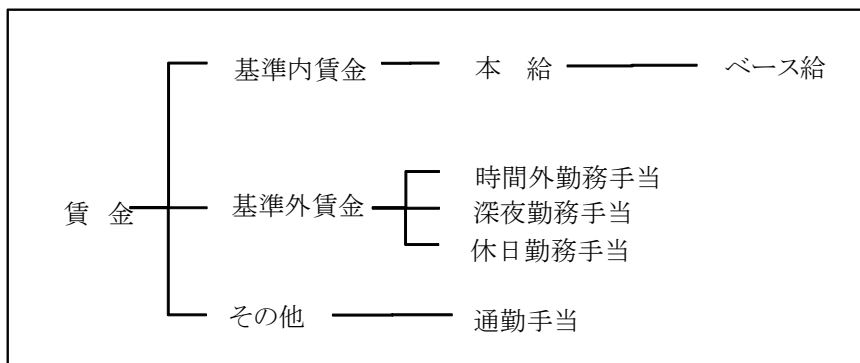 基準内賃金 本 給 ベース給
時間外勤務手当
賃 金 基準外賃金 深夜勤務手当
休日勤務手当
その他 通勤手当